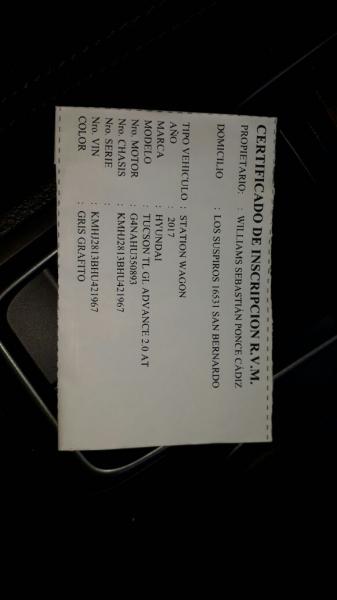 CERTIFICADO DE INSCRIPCION R.V.M.
PROPIETARIO: : WILLIAMS SEBASTIÁN PONCE CÁDIZ
DOMICILIO : LOS SUSPIROS 16531 SAN BERNARDO
TIPO VEHICULO : STATION WAGON
AÑO : 2017
MARCA : HYUNDAI
MODELO : TUCSON TL GL ADVANCE 2.0 AT
Nro. MOTOR : G4NAHU350893
Nro. CHASIS : KMHJ2813BHU421967
Nro. SERIE :
Nro. VIN : KMHJ2813BHU421967
COLOR : GRIS GRAFITO